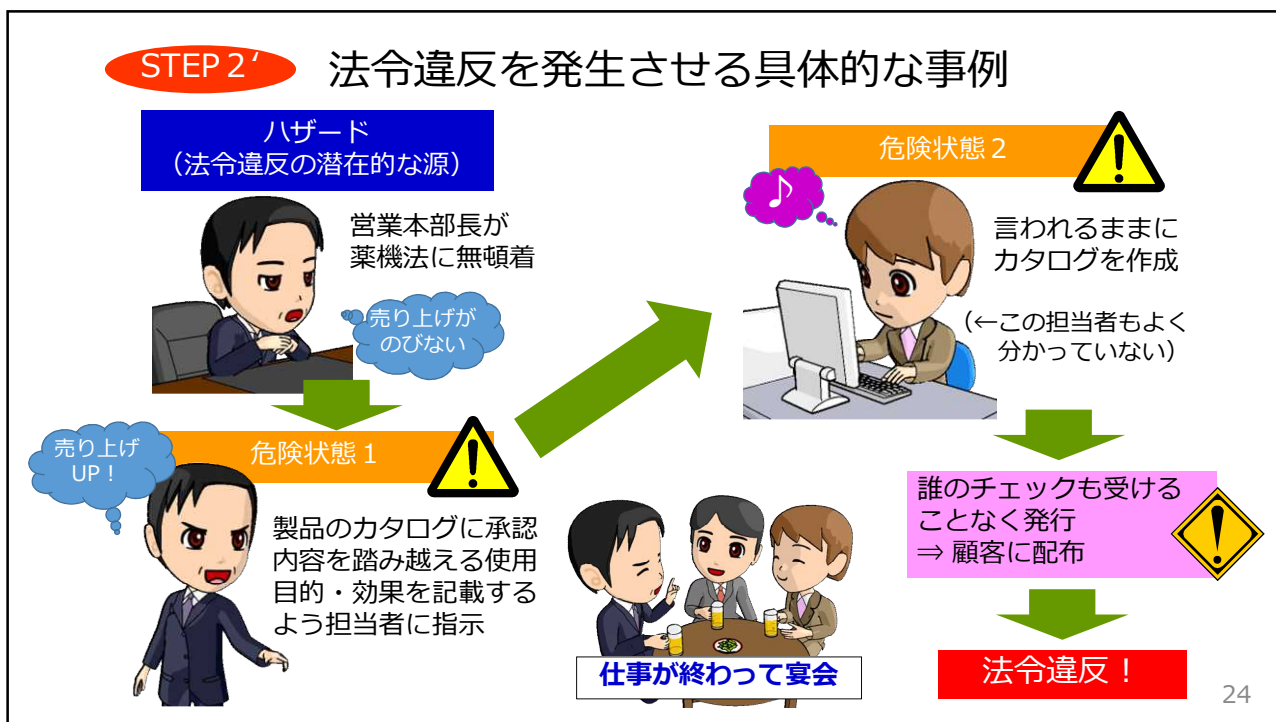 STEP 2′
法令違反を発生させる具体的な事例
ハザード
（法令違反の潜在的な源）
営業本部長が
薬機法に無頓着
売り上げが
のびない
売り上げ
UP！
危険状態１
製品のカタログに承認
内容を踏み越える使用
目的・効果を記載する
よう担当者に指示
危険状態２
♪
言われるままに
カタログを作成
（←この担当者もよく
分かっていない）
誰のチェックも受ける
ことなく発行
⇒ 顧客に配布
仕事が終わって宴会
法令違反！
24